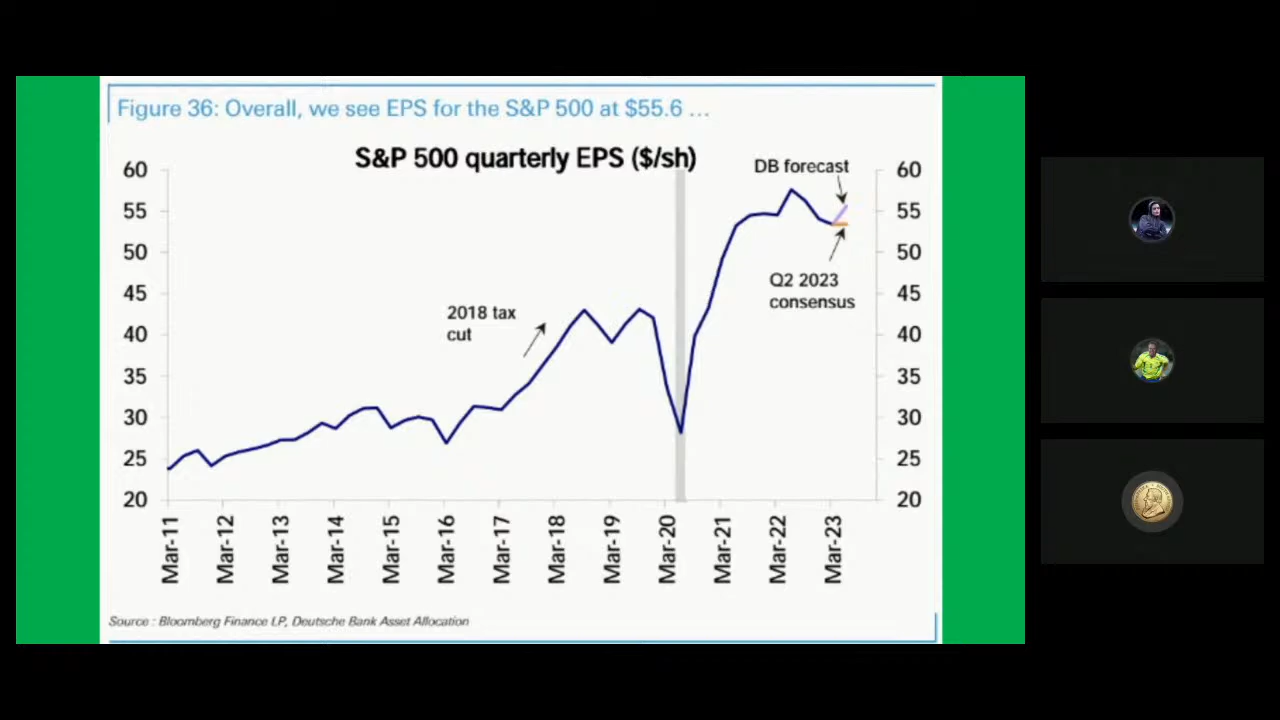 Figure 36: Overall, we see EPS for the S&P 500 at $55.6 ...
S&P 500 quarterly EPS ($/sh)
60
55
50
45
40
35
30
25
20
DB forecast
Q2 2023
consensus
2018 tax
cut
60
55
50
45
40
35
30
25
20
Mar-11
Mar-12
Mar-13
Mar-14
Mar-15
Mar-16
Mar-17
Mar-18
Mar-19
Mar-20
Mar-21
Mar-22
Mar-23
Source : Bloomberg Finance LP, Deutsche Bank Asset Allocation